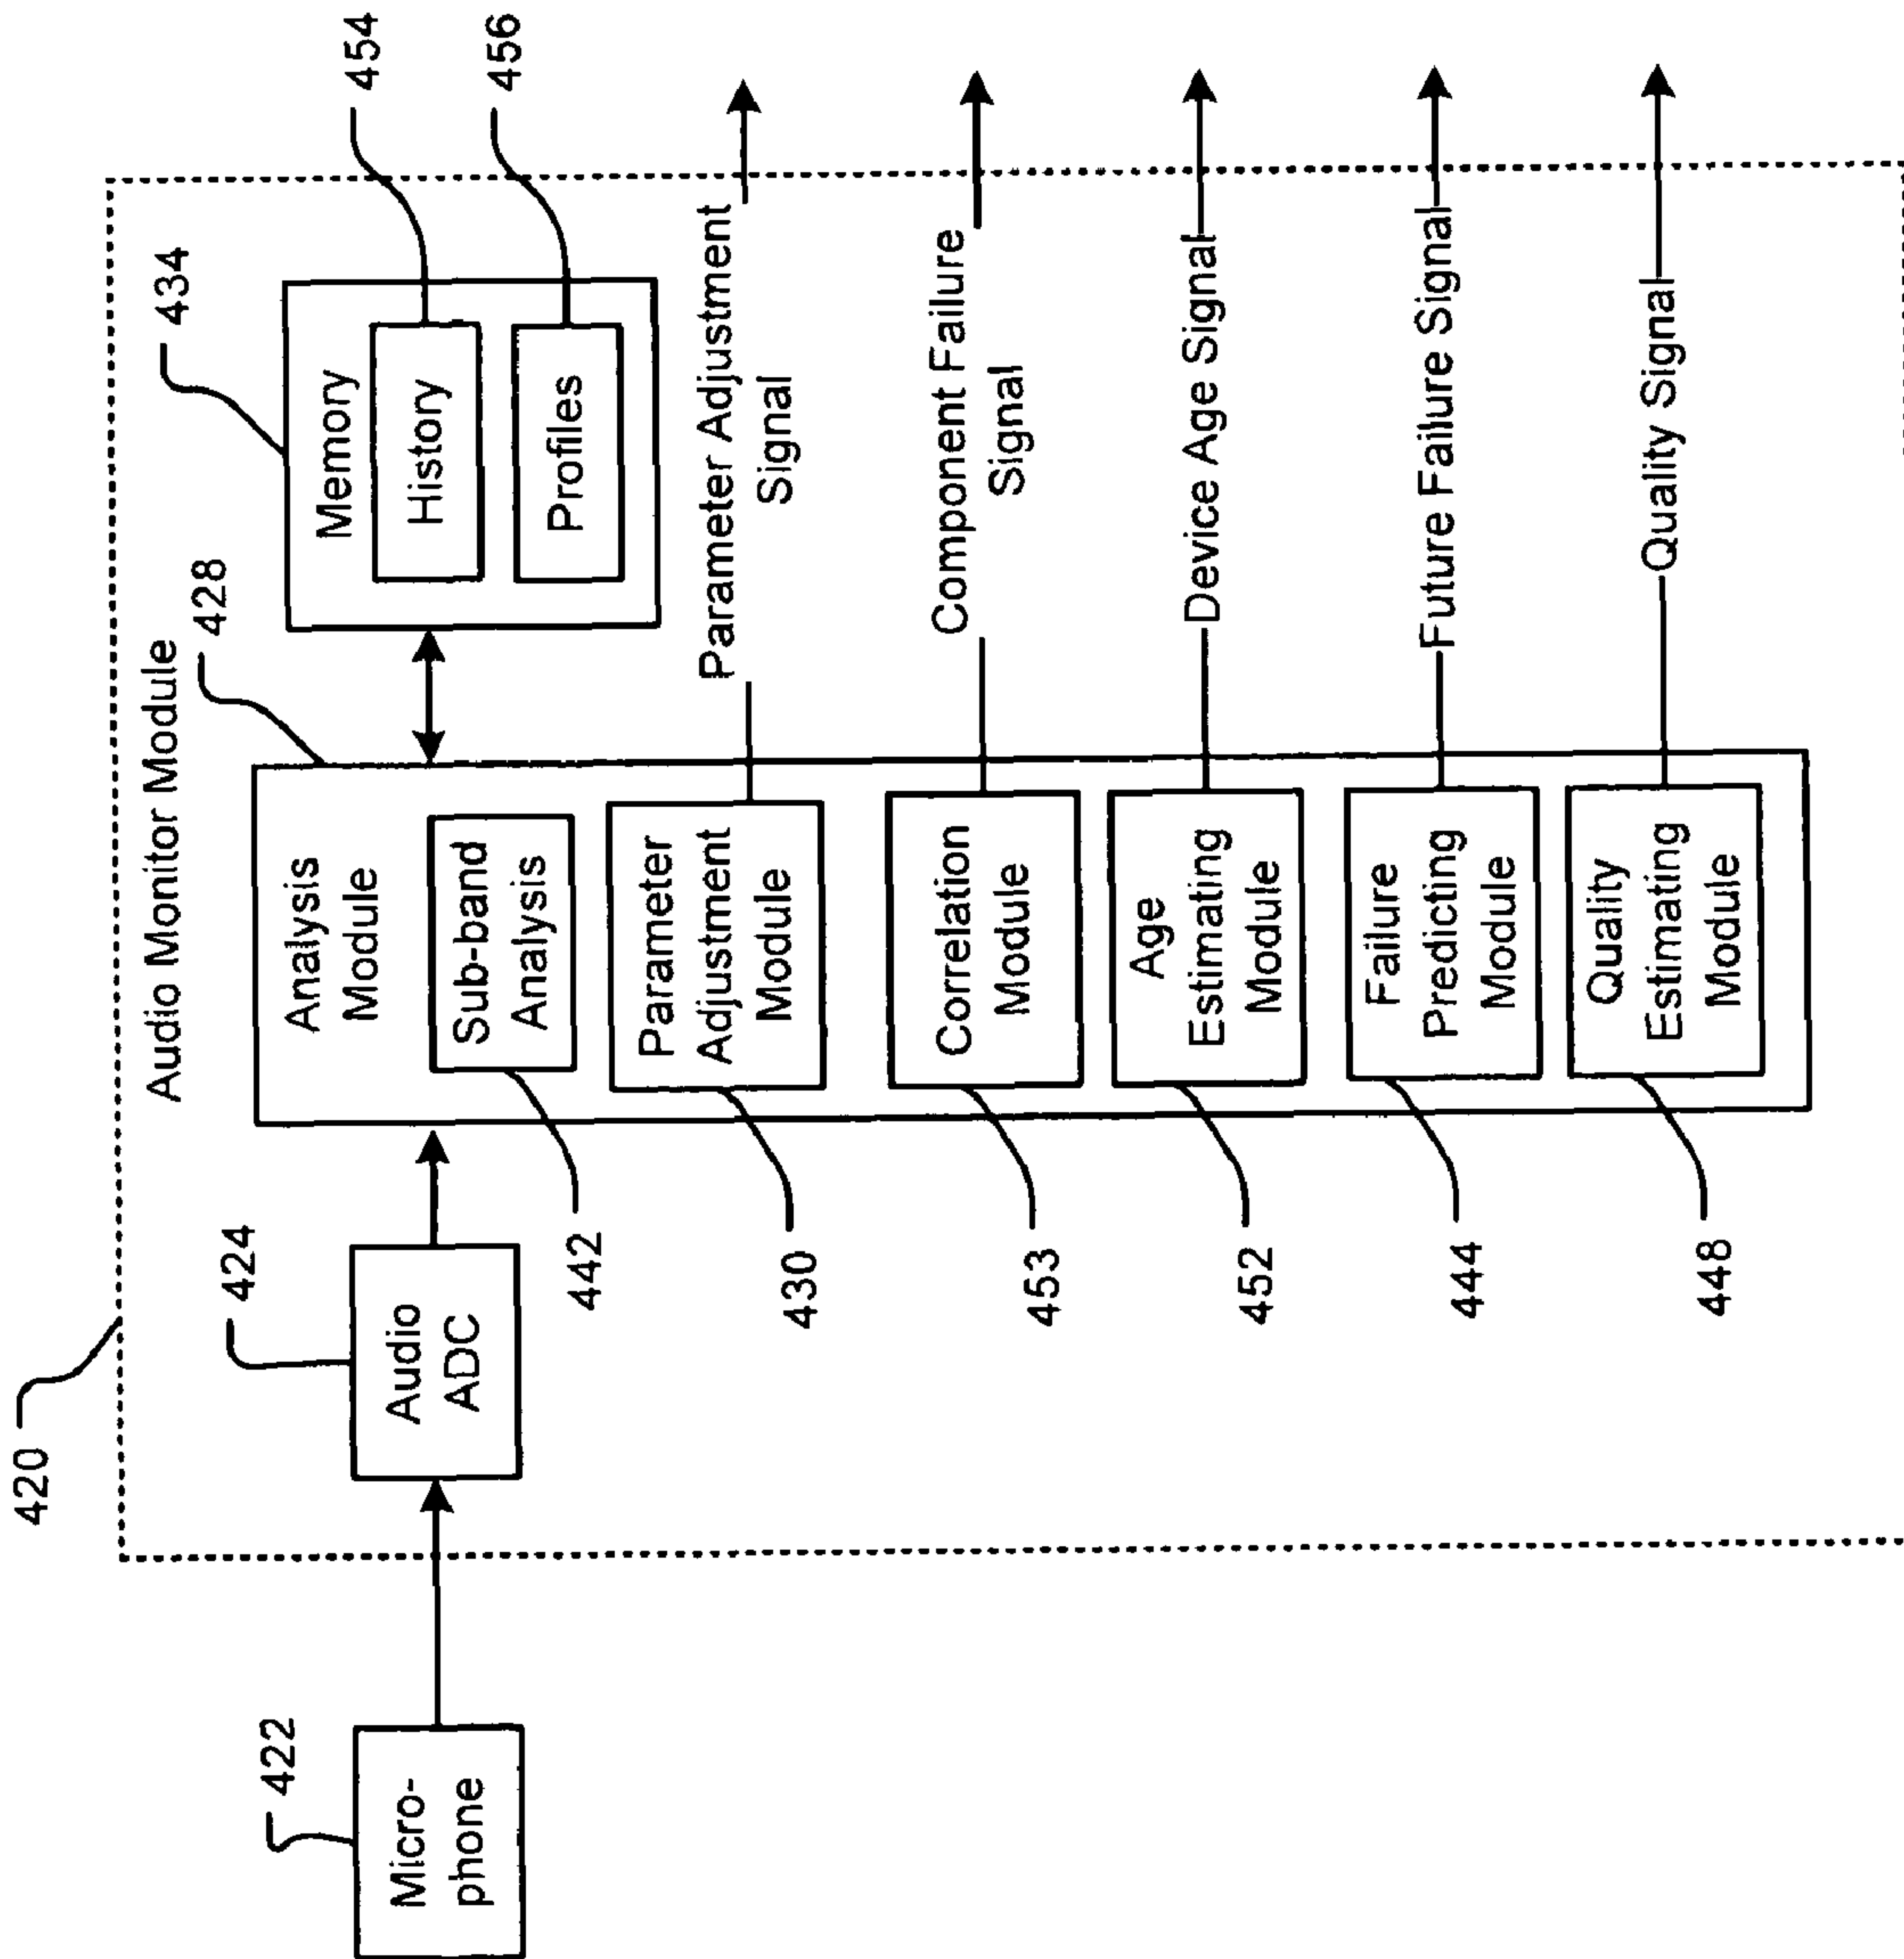 420
Audio Monitor Module
422
Micro-
phone
424
Audio
ADC
428
Analysis
Module
442
Sub-band
Analysis
430
Parameter
Adjustment
Module
453
Correlation
Module
452
Age
Estimating
Module
444
Failure
Predicting
Module
448
Quality
Estimating
Module
434
Memory
454
History
456
Profiles
Parameter Adjustment
Signal
Component Failure
Signal
Device Age Signal
Future Failure Signal
Quality Signal